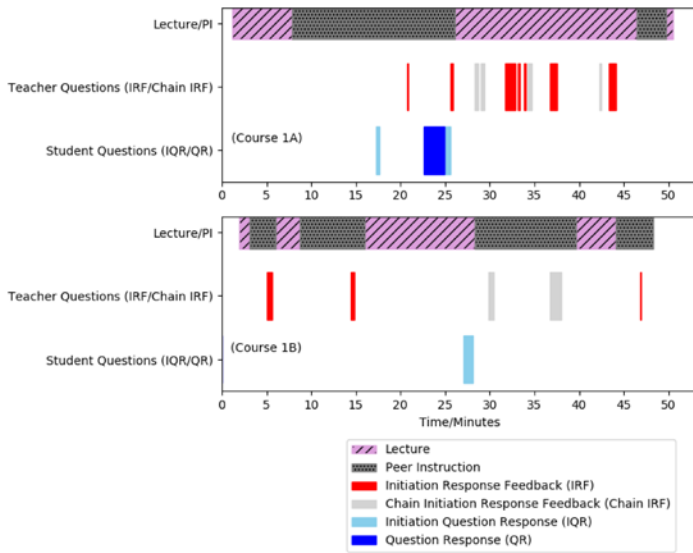 Lecture/PI
Teacher Questions (IRF/Chain IRF)
Student Questions (IQR/QR)
(Course 1A)
0 5 10 15 20 25 30 35 40 45 50
Lecture/PI
Teacher Questions (IRF/Chain IRF)
Student Questions (IQR/QR)
(Course 1B)
0 5 10 15 20 25 30 35 40 45 50
Time/Minutes
Lecture
Peer Instruction
Initiation Response Feedback (IRF)
Chain Initiation Response Feedback (Chain IRF)
Initiation Question Response (IQR)
Question Response (QR)